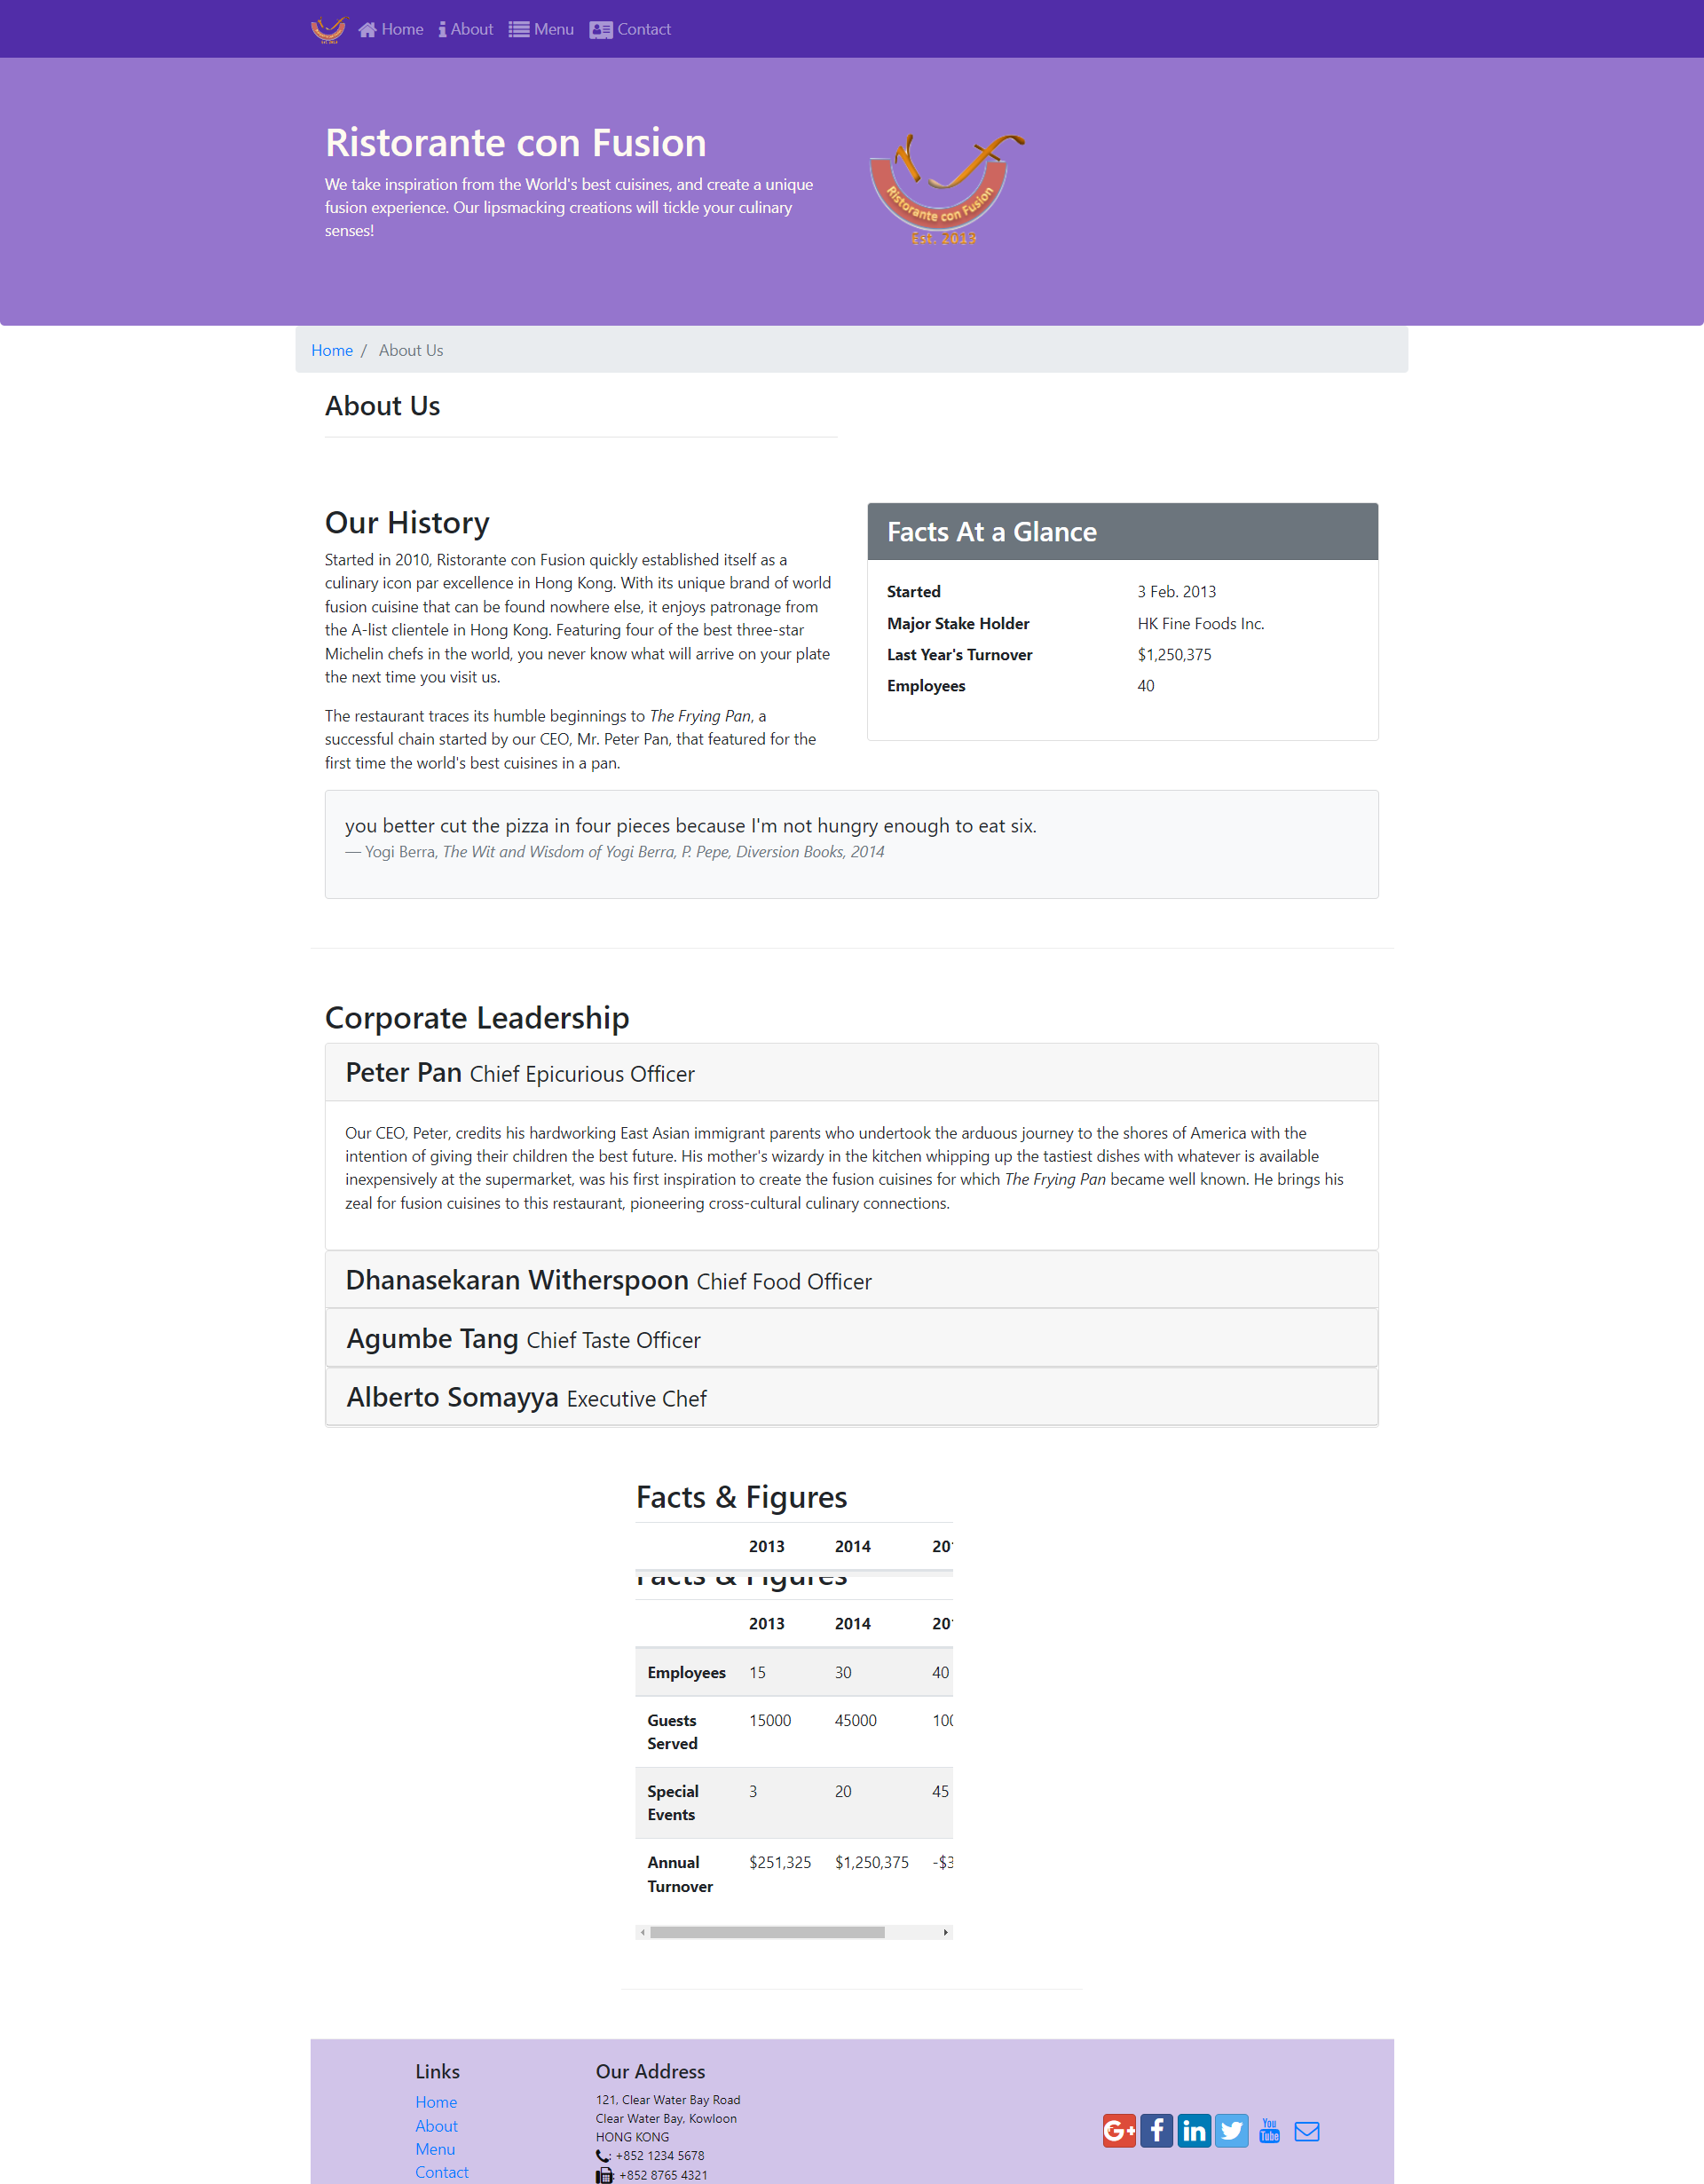 Home About Menu Contact
Ristorante con Fusion
We take inspiration from the World's best cuisines, and create a unique
fusion experience. Our lipsmacking creations will tickle your culinary
senses!
Ristorante con Fusion
Est. 2013
Home / About Us
About Us
Our History
Started in 2010, Ristorante con Fusion quickly established itself as a
culinary icon par excellence in Hong Kong. With its unique brand of world
fusion cuisine that can be found nowhere else, it enjoys patronage from
the A-list clientele in Hong Kong. Featuring four of the best three-star
Michelin chefs in the world, you never know what will arrive on your plate
the next time you visit us.
The restaurant traces its humble beginnings to The Frying Pan, a
successful chain started by our CEO, Mr. Peter Pan, that featured for the
first time the world's best cuisines in a pan.
Facts At a Glance
Started 3 Feb. 2013
Major Stake Holder HK Fine Foods Inc.
Last Year's Turnover $1,250,375
Employees 40
you better cut the pizza in four pieces because I'm not hungry enough to eat six.
— Yogi Berra, The Wit and Wisdom of Yogi Berra, P. Pepe, Diversion Books, 2014
Corporate Leadership
Peter Pan Chief Epicurious Officer
Our CEO, Peter, credits his hardworking East Asian immigrant parents who undertook the arduous journey to the shores of America with the
intention of giving their children the best future. His mother's wizardry in the kitchen whipping up the tastiest dishes with whatever is available
inexpensively at the supermarket, was his first inspiration to create the fusion cuisines for which The Frying Pan became well known. He brings his
zeal for fusion cuisines to this restaurant, pioneering cross-cultural culinary connections.
Dhanasekaran Witherspoon Chief Food Officer
Agumbe Tang Chief Taste Officer
Alberto Somayya Executive Chef
Facts & Figures
2013 2014
Facts & Figures
2013 2014
Employees 15 30 40
Guests 15000 45000
Served
Special 3 20 45
Events
Annual $251,325 $1,250,375
Turnover
Links
Home
About
Menu
Contact
Our Address
121, Clear Water Bay Road
Clear Water Bay, Kowloon
HONG KONG
: +852 1234 5678
: +852 8765 4321
G+ f in You
Tube